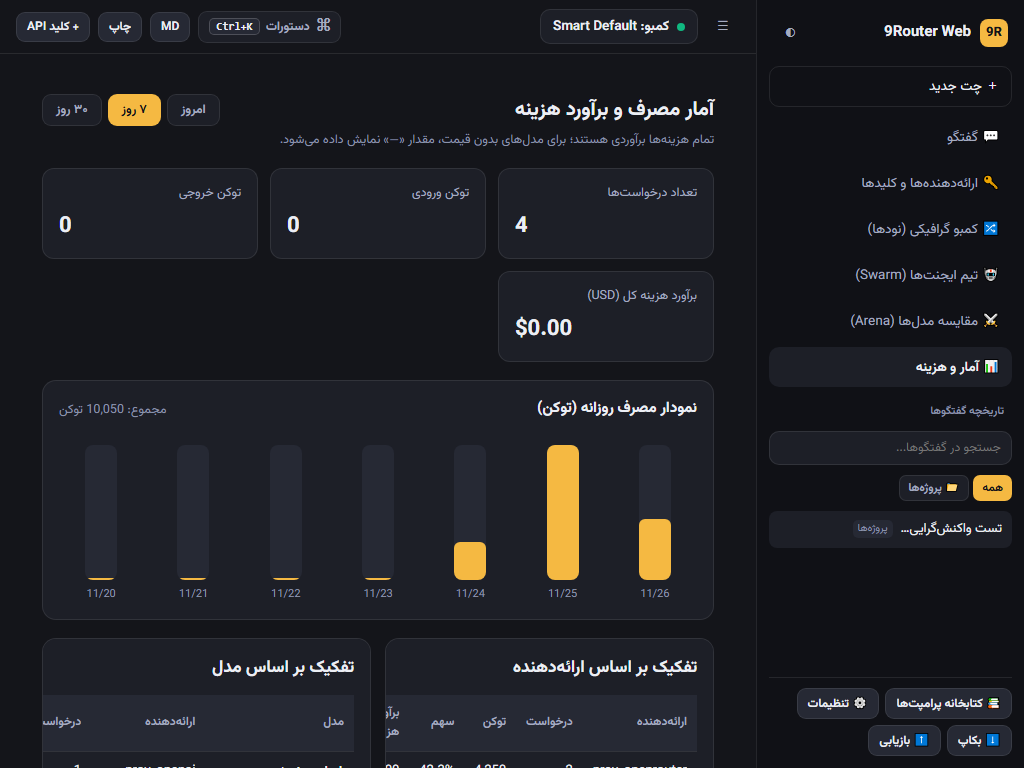 9R 9Router Web
+ چت جدید
گفتگو
ارائه‌دهنده‌ها و کلیدها
کمبو گرافیکی (نودها)
تیم ایجنت‌ها (Swarm)
مقایسه مدل‌ها (Arena)
آمار و هزینه
تاریخچه گفتگوها
جستجو در گفتگوها...
همه پروژه‌ها
تست واکنش‌گرایی... پروژه‌ها
کتابخانه پرامپت‌ها تنظیمات
بکاپ بازیابی
کمبو: Smart Default
⌘ دستورات Ctrl+K MD چاپ + کلید API
آمار مصرف و برآورد هزینه
امروز ۷ روز ۳۰ روز
تمام هزینه‌ها برآوردی هستند؛ برای مدل‌های بدون قیمت، مقدار «—» نمایش داده می‌شود.
تعداد درخواست‌ها توکن ورودی توکن خروجی
4 0 0
برآورد هزینه کل (USD)
$0.00
نمودار مصرف روزانه (توکن) مجموع: 10,050 توکن
11/26 11/25 11/24 11/23 11/22 11/21 11/20
تفکیک بر اساس ارائه‌دهنده
ارائه‌دهنده درخواست توکن سهم
تفکیک بر اساس مدل
مدل ارائه‌دهنده